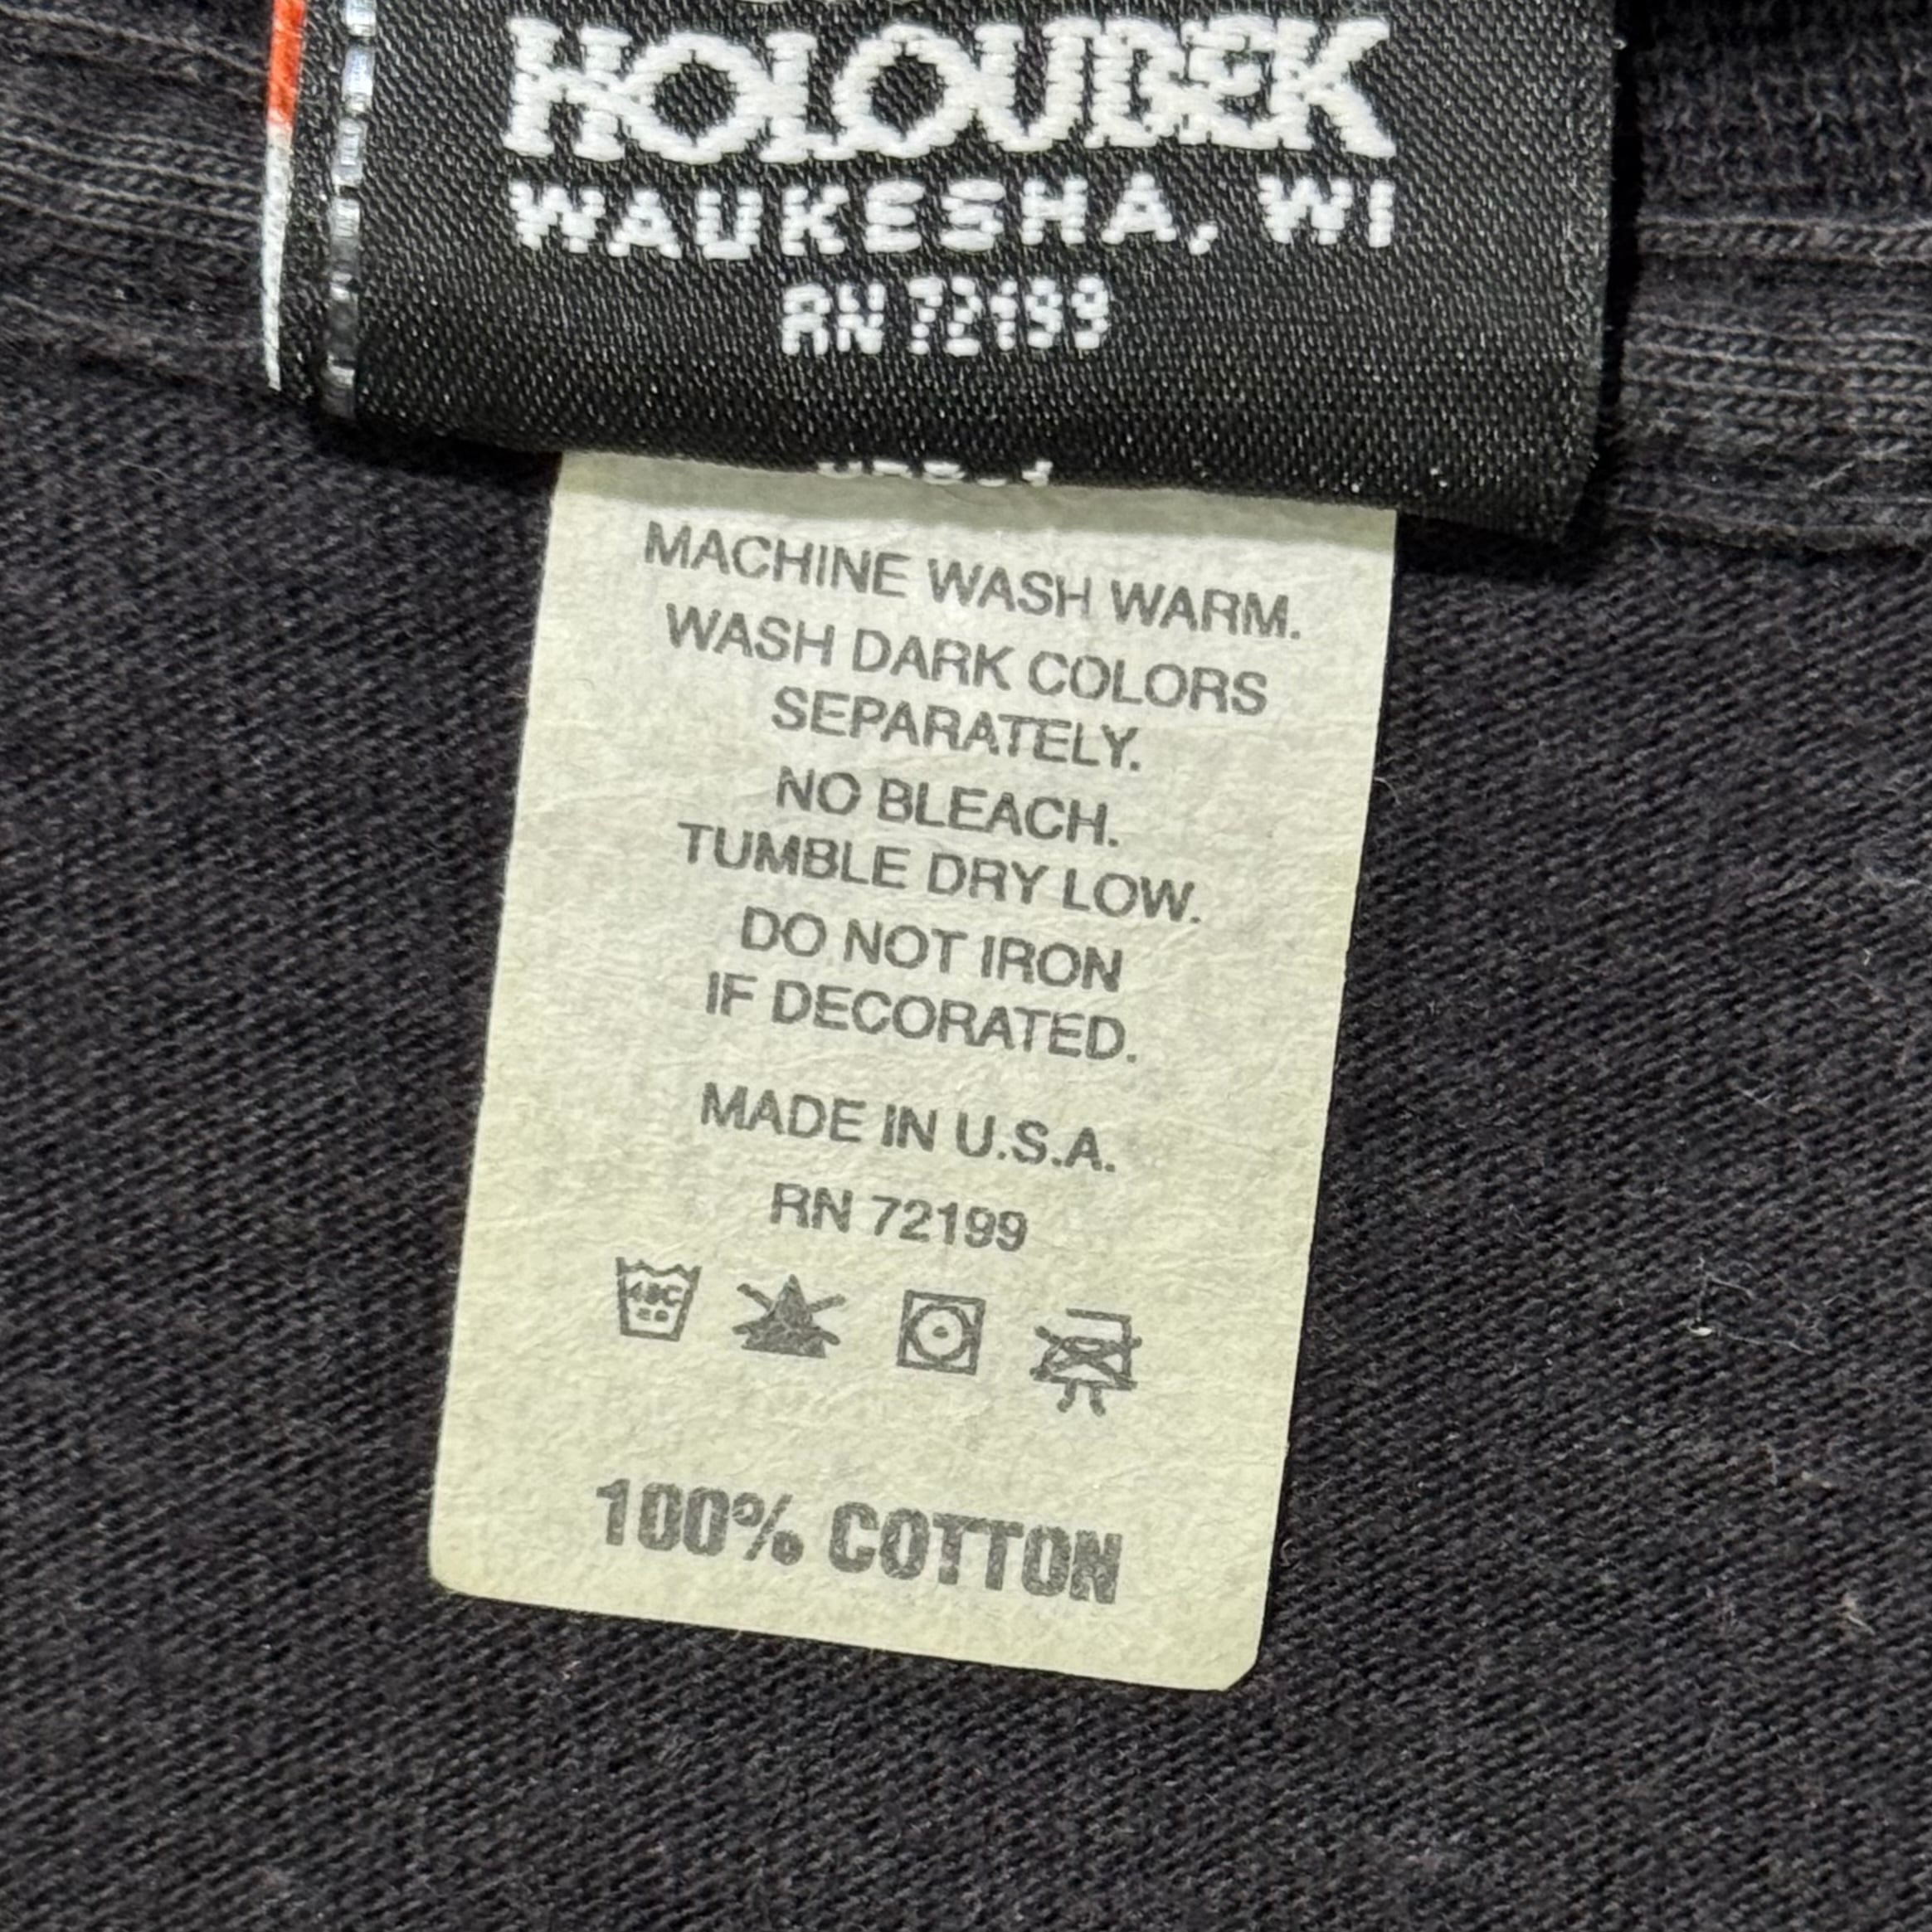 HOLOUBEK
WAUKESHA, WI
RN 72199
MACHINE WASH WARM.
WASH DARK COLORS
SEPARATELY.
NO BLEACH.
TUMBLE DRY LOW.
DO NOT IRON
IF DECORATED.
MADE IN U.S.A.
RN 72199
100% COTTON